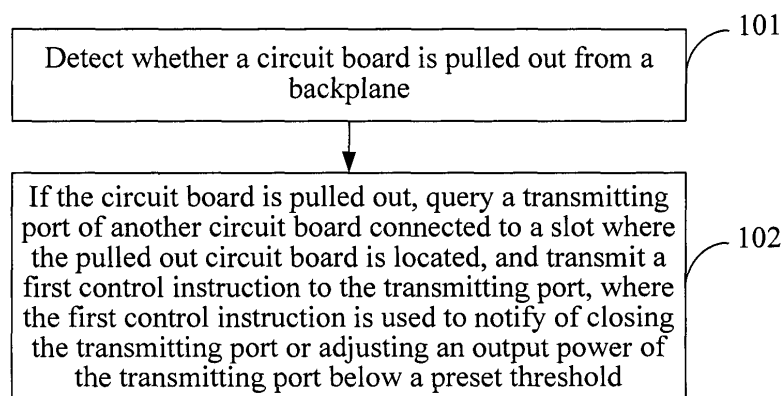 101
Detect whether a circuit board is pulled out from a
backplane
If the circuit board is pulled out, query a transmitting
port of another circuit board connected to a slot where
the pulled out circuit board is located, and transmit a
first control instruction to the transmitting port, where
the first control instruction is used to notify of closing
the transmitting port or adjusting an output power of
the transmitting port below a preset threshold
102